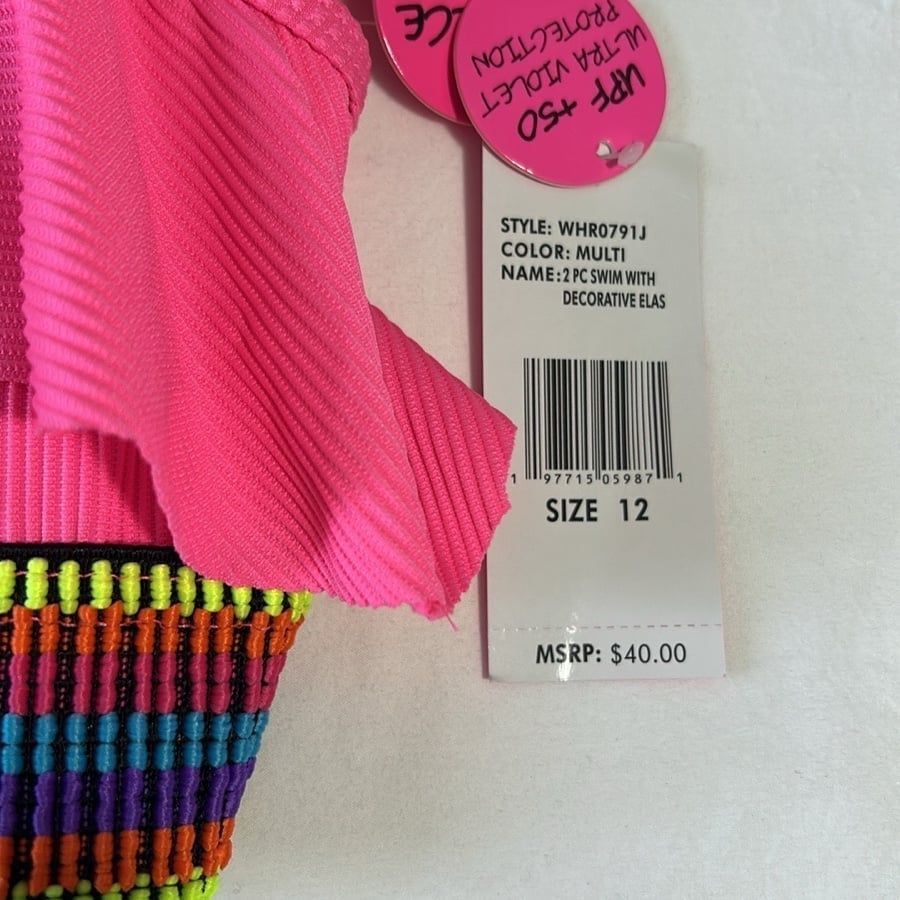 CE
UPF +50
ULTRA VIOLET
PROTECTION
STYLE: WHR0791J
COLOR: MULTI
NAME: 2 PC SWIM WITH
DECORATIVE ELAS
1 97715 05987 1
SIZE 12
MSRP: $40.00